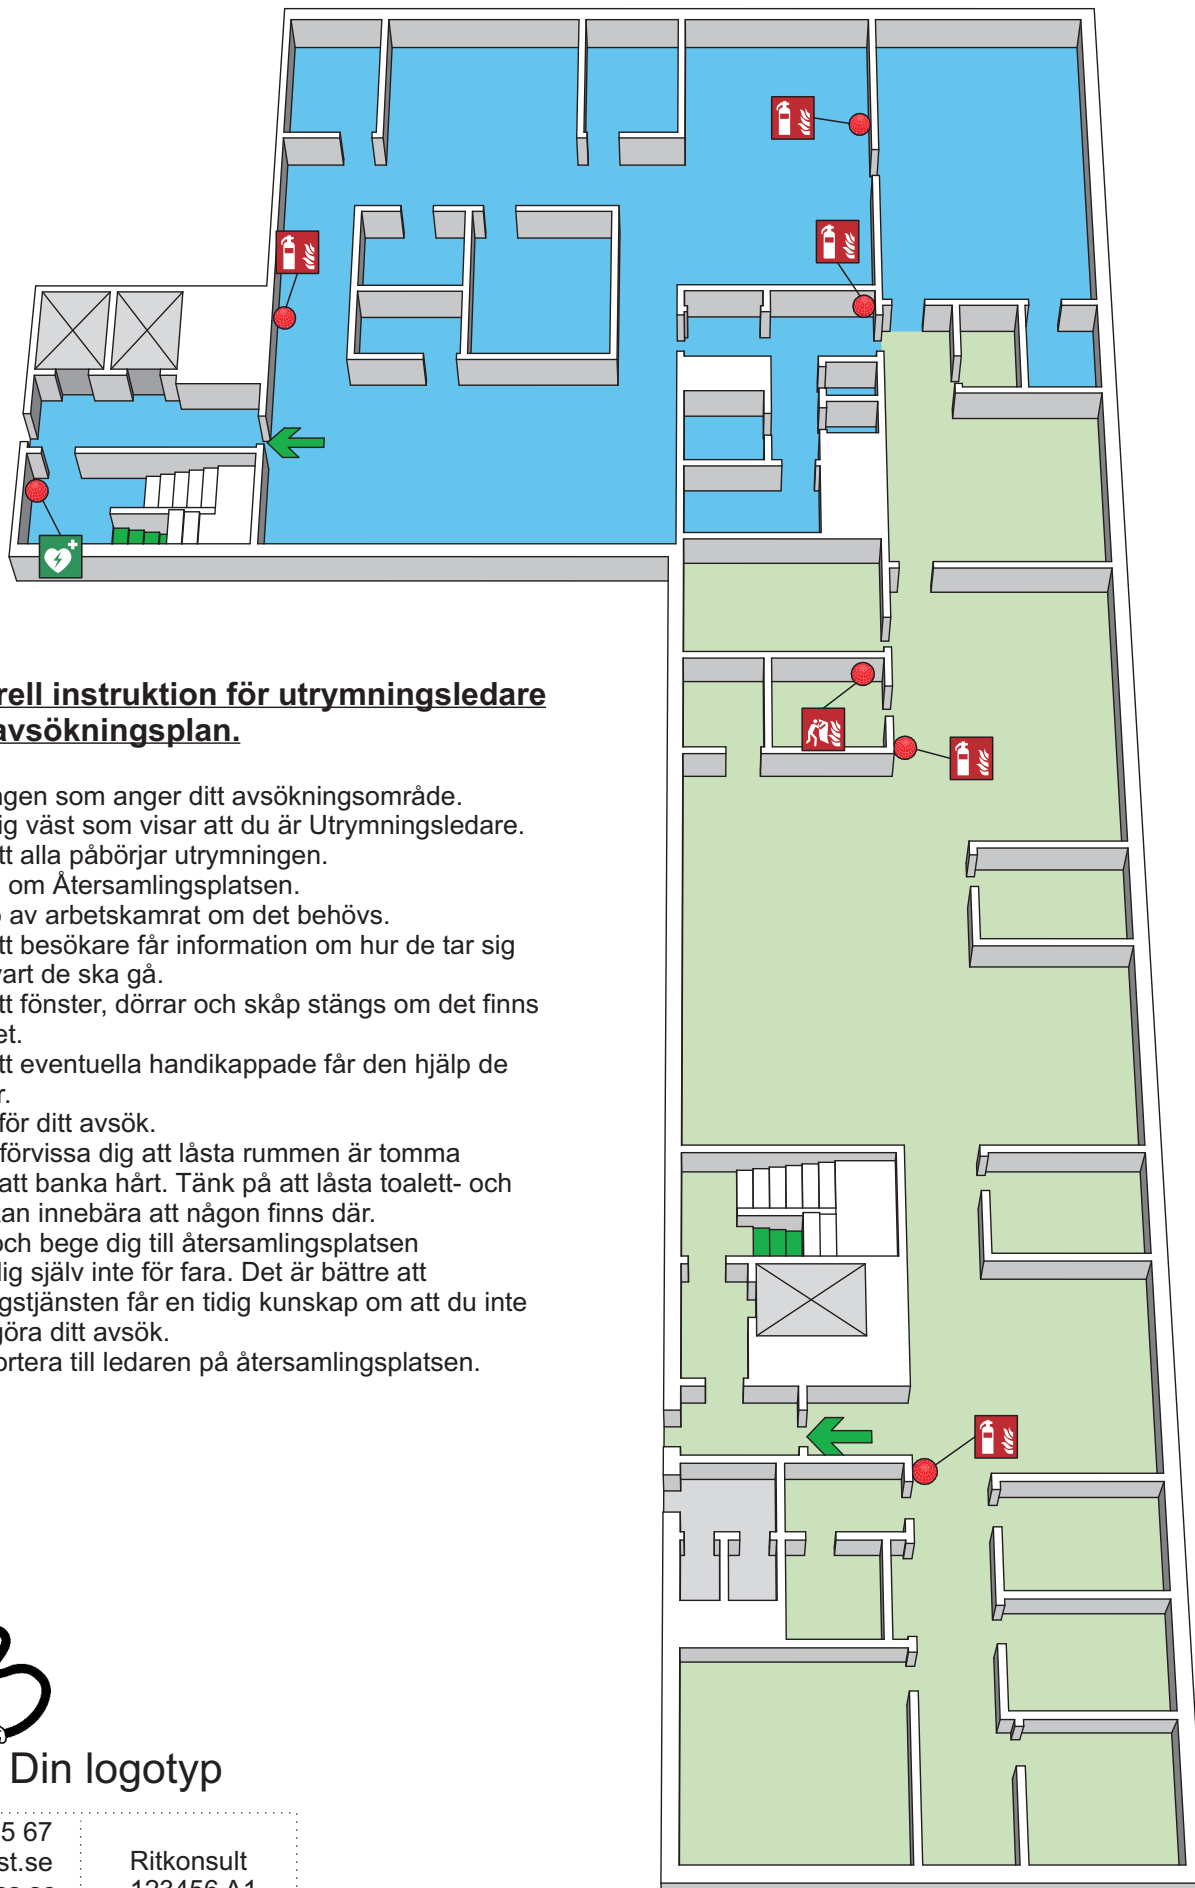 rell instruktion för utrymningsledare
avsökningsplan.
ngen som anger ditt avsökningsområde.
ig väst som visar att du är Utrymningsledare.
tt alla påbörjar utrymningen.
om Återsamlingsplatsen.
av arbetskamrat om det behövs.
tt besökare får information om hur de tar sig
vart de ska gå.
tt fönster, dörrar och skåp stängs om det finns
et.
tt eventuella handikappade får den hjälp de
r.
för ditt avsök.
förvissa dig att låsta rummen är tomma
att banka hårt. Tänk på att låsta toalett- och
kan innebära att någon finns där.
och bege dig till återsamlingsplatsen
dig själv inte för fara. Det är bättre att
gstjänsten får en tidig kunskap om att du inte
göra ditt avsök.
ortera till ledaren på återsamlingsplatsen.
Din logotyp
5 67
st.se
Ritkonsult
123456 A1